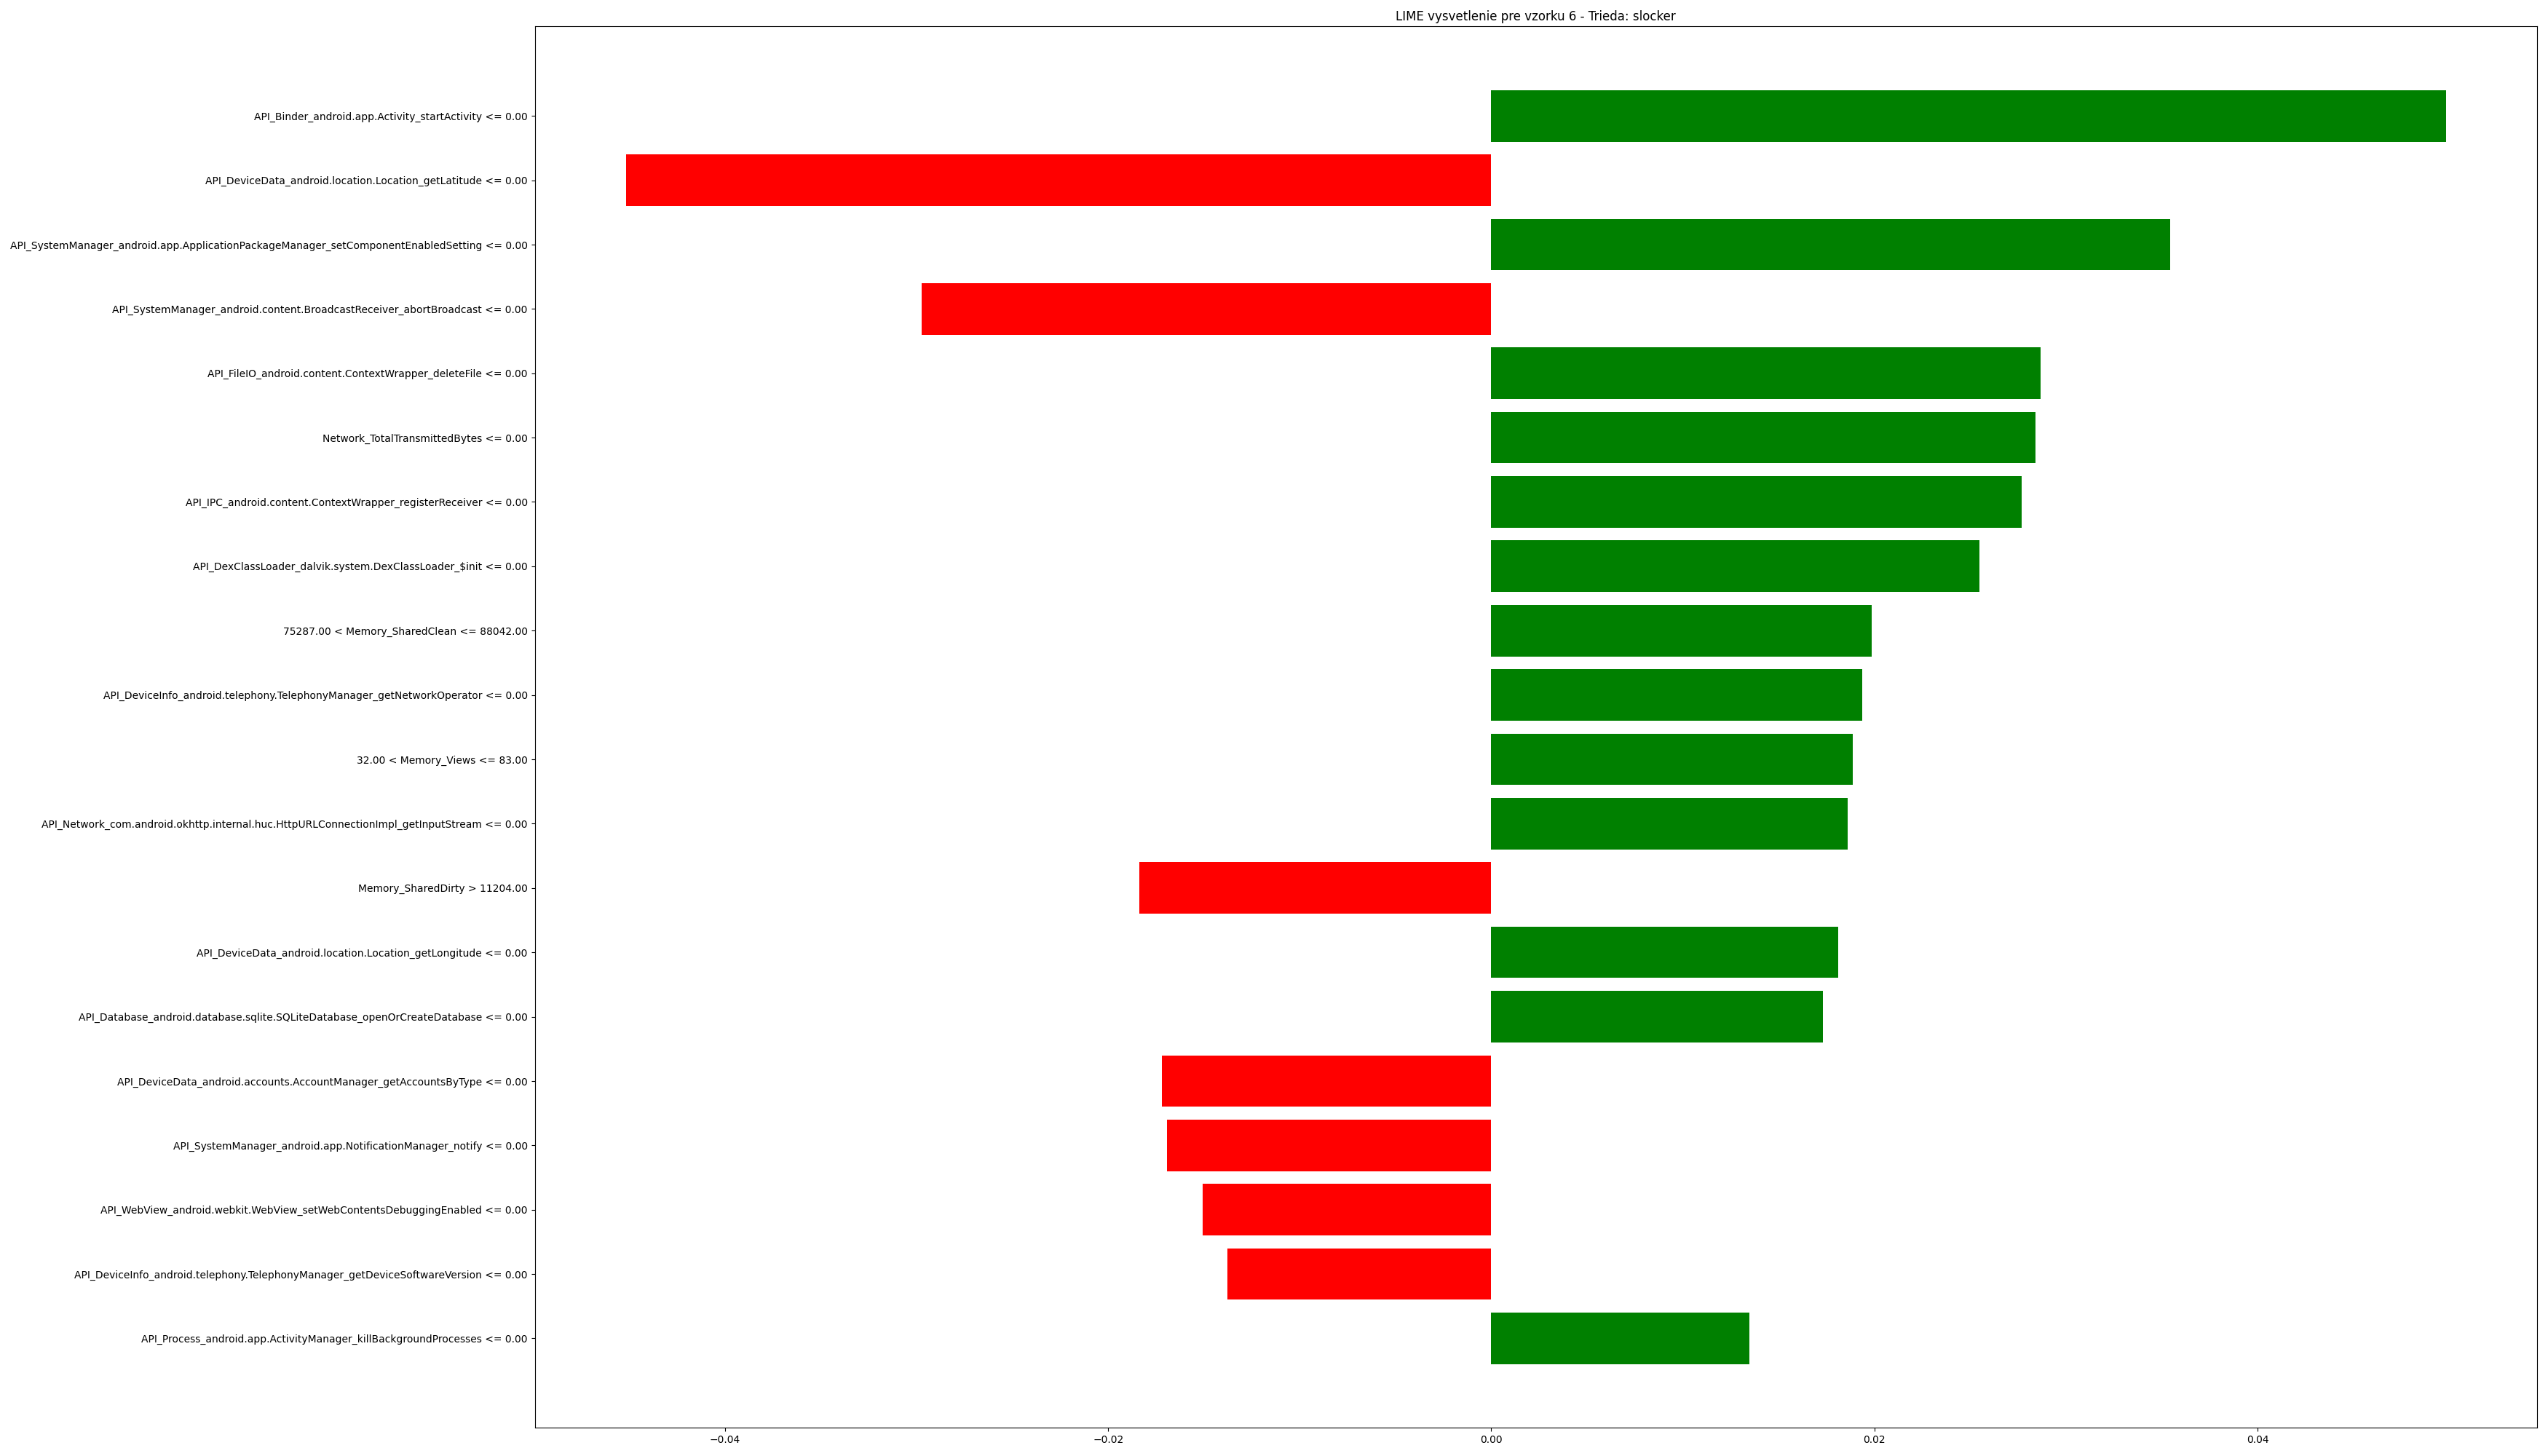 LIME vysvetlenie pre vzorku 6 - Trieda: slocker
API_Binder_android.app.Activity_startActivity <= 0.00
API_DeviceData_android.location.Location_getLatitude <= 0.00
API_SystemManager_android.app.ApplicationPackageManager_setComponentEnabledSetting <= 0.00
API_SystemManager_android.content.BroadcastReceiver_abortBroadcast <= 0.00
API_FileIO_android.content.ContextWrapper_deleteFile <= 0.00
Network_TotalTransmittedBytes <= 0.00
API_IPC_android.content.ContextWrapper_registerReceiver <= 0.00
API_DexClassLoader_dalvik.system.DexClassLoader_$init <= 0.00
75287.00 < Memory_SharedClean <= 88042.00
API_DeviceInfo_android.telephony.TelephonyManager_getNetworkOperator <= 0.00
32.00 < Memory_Views <= 83.00
API_Network_com.android.okhttp.internal.huc.HttpURLConnectionImpl_getInputStream <= 0.00
Memory_SharedDirty > 11204.00
API_DeviceData_android.location.Location_getLongitude <= 0.00
API_Database_android.database.sqlite.SQLiteDatabase_openOrCreateDatabase <= 0.00
API_DeviceData_android.accounts.AccountManager_getAccountsByType <= 0.00
API_SystemManager_android.app.NotificationManager_notify <= 0.00
API_WebView_android.webkit.WebView_setWebContentsDebuggingEnabled <= 0.00
API_DeviceInfo_android.telephony.TelephonyManager_getDeviceSoftwareVersion <= 0.00
API_Process_android.app.ActivityManager_killBackgroundProcesses <= 0.00
−0.04 −0.02 0.00 0.02 0.04